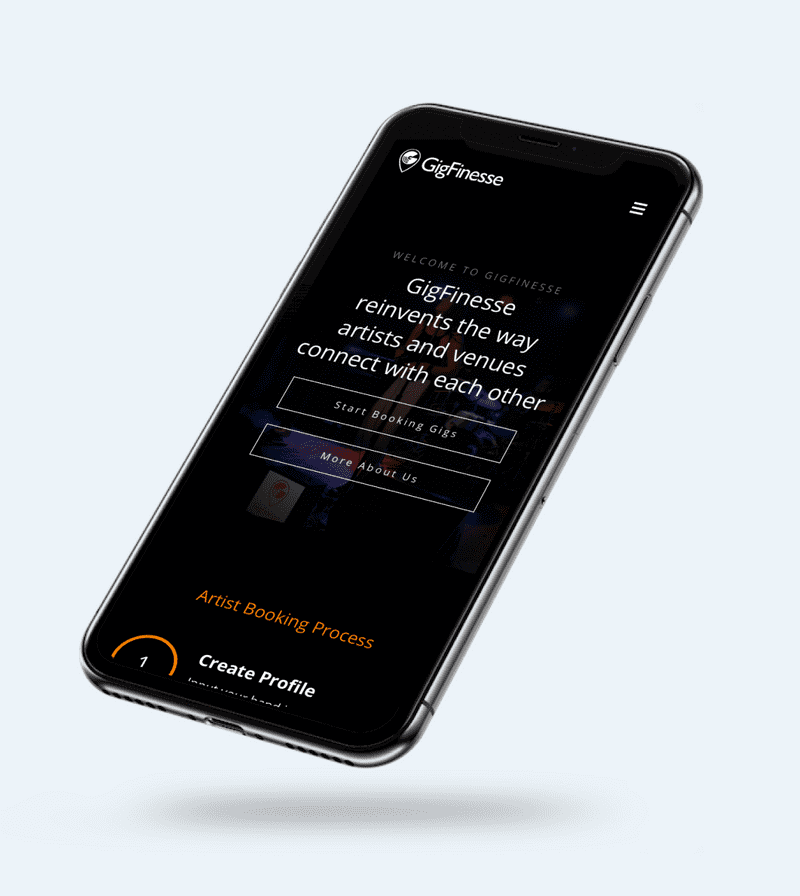 GigFinesse
WELCOME TO GIGFINESSE
GigFinesse
reinvents the way
artists and venues
connect with each other
Start Booking Gigs
More About Us
Artist Booking Process
1
Create Profile
Input your band